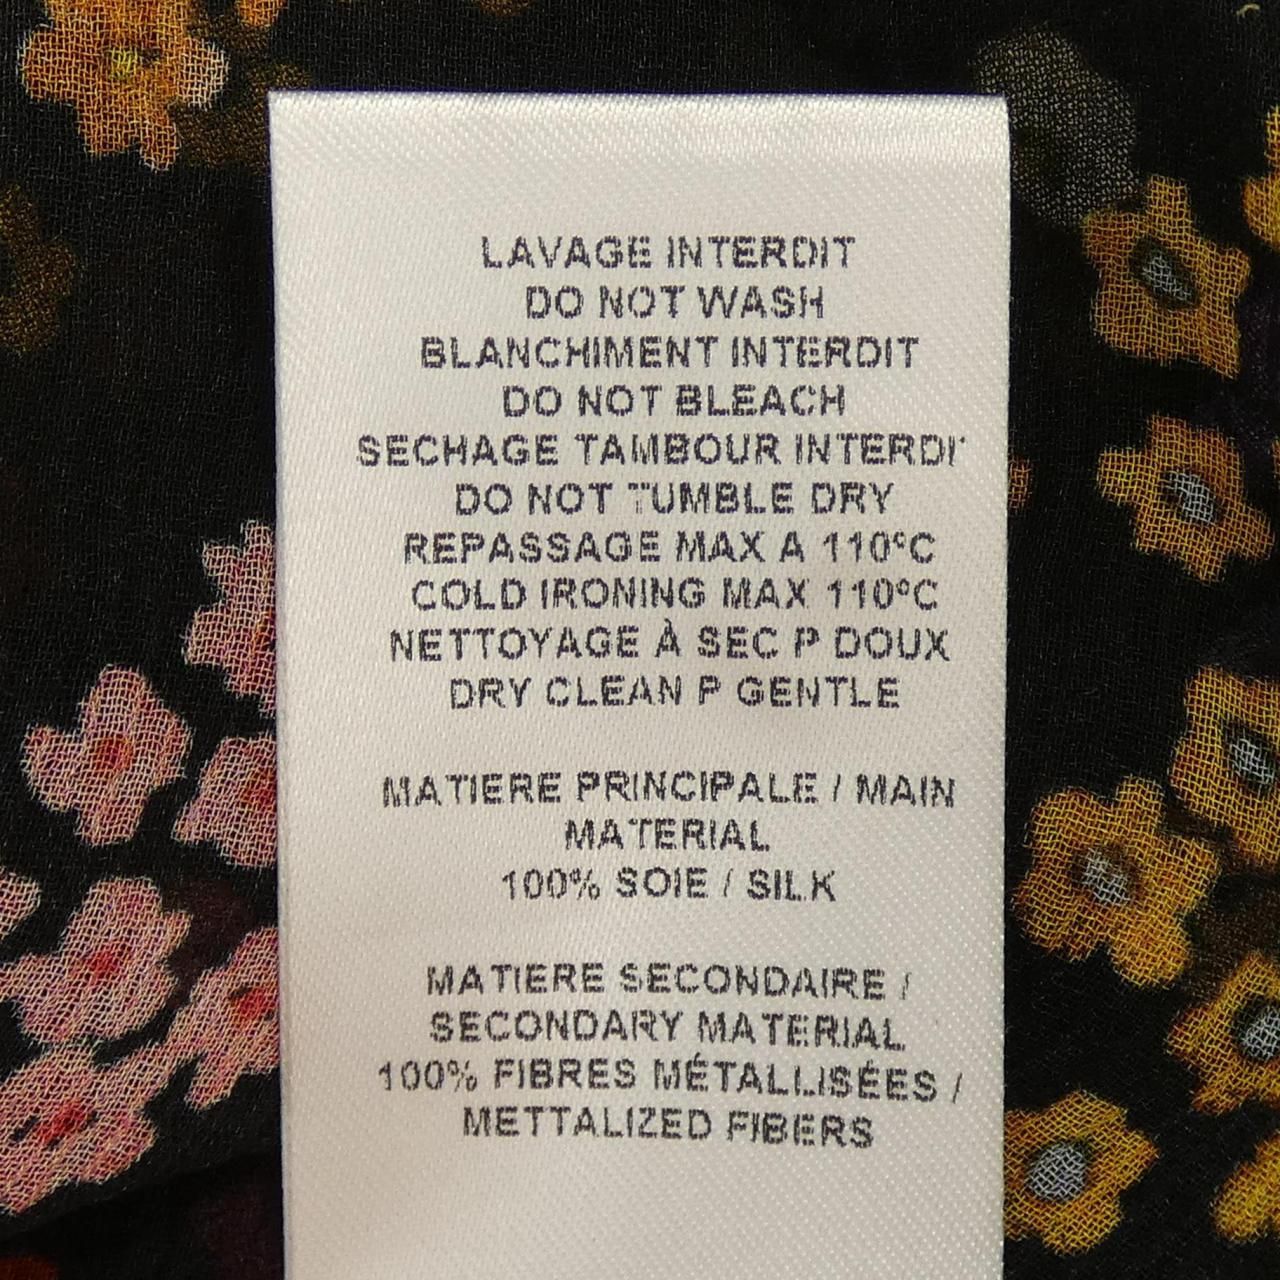 LAVAGE INTERDIT
DO NOT WASH
BLANCHIMENT INTERDIT
DO NOT BLEACH
SECHAGE TAMBOUR INTERDI'
DO NOT TUMBLE DRY
REPASSAGE MAX A 110°C
COLD IRONING MAX 110°C
NETTOYAGE À SEC P DOUX
DRY CLEAN P GENTLE
MATIERE PRINCIPALE / MAIN
MATERIAL
100% SOIE / SILK
MATIERE SECONDAIRE /
SECONDARY MATERIAL
100% FIBRES MÉTALLISÉES /
METTALIZED FIBERS